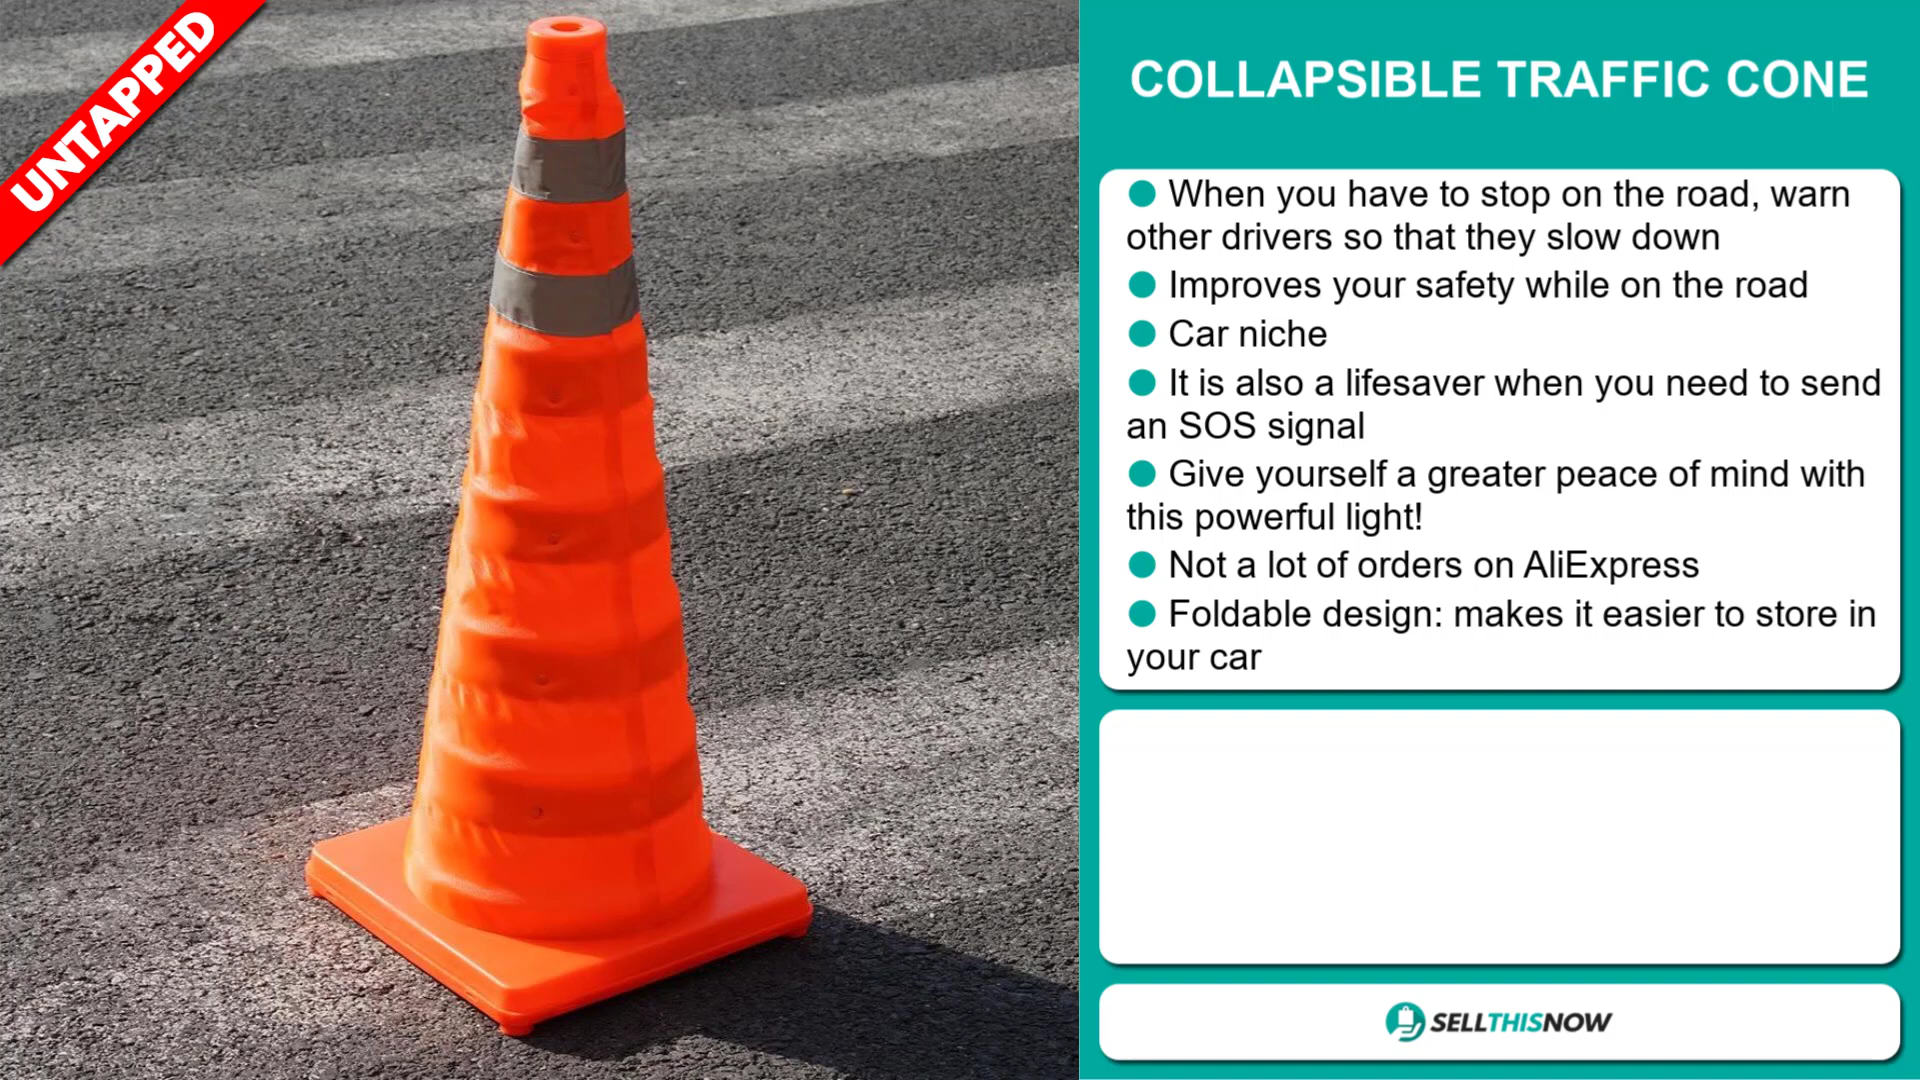 UNTAPPED
COLLAPSIBLE TRAFFIC CONE
● When you have to stop on the road, warn
other drivers so that they slow down
● Improves your safety while on the road
● Car niche
● It is also a lifesaver when you need to send
an SOS signal
● Give yourself a greater peace of mind with
this powerful light!
● Not a lot of orders on AliExpress
● Foldable design: makes it easier to store in
your car
SELLTHISNOW